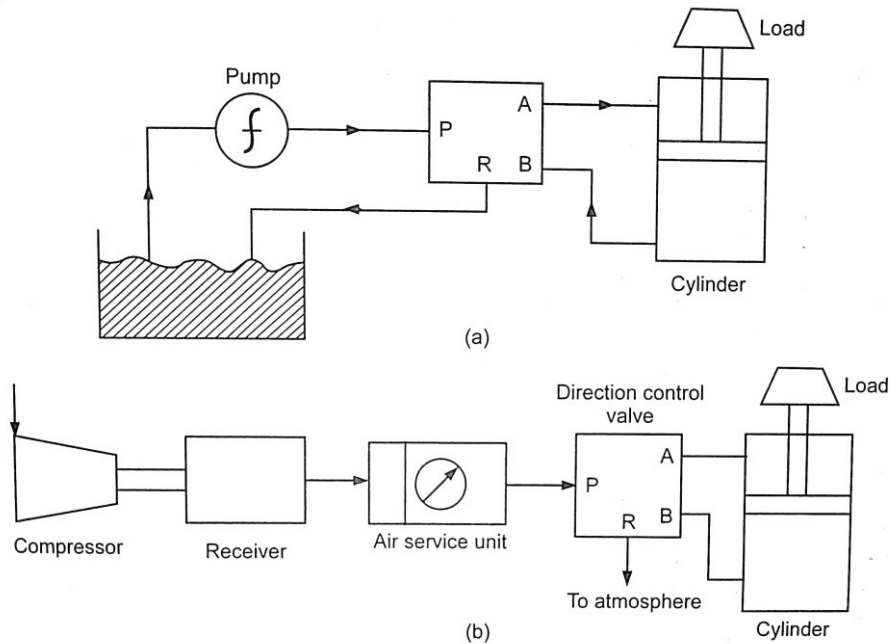 Load
Pump
A
P
R B
Cylinder
(a)
Direction control
valve
Load
A
P
B
R
Compressor
Receiver
Air service unit
To atmosphere
Cylinder
(b)